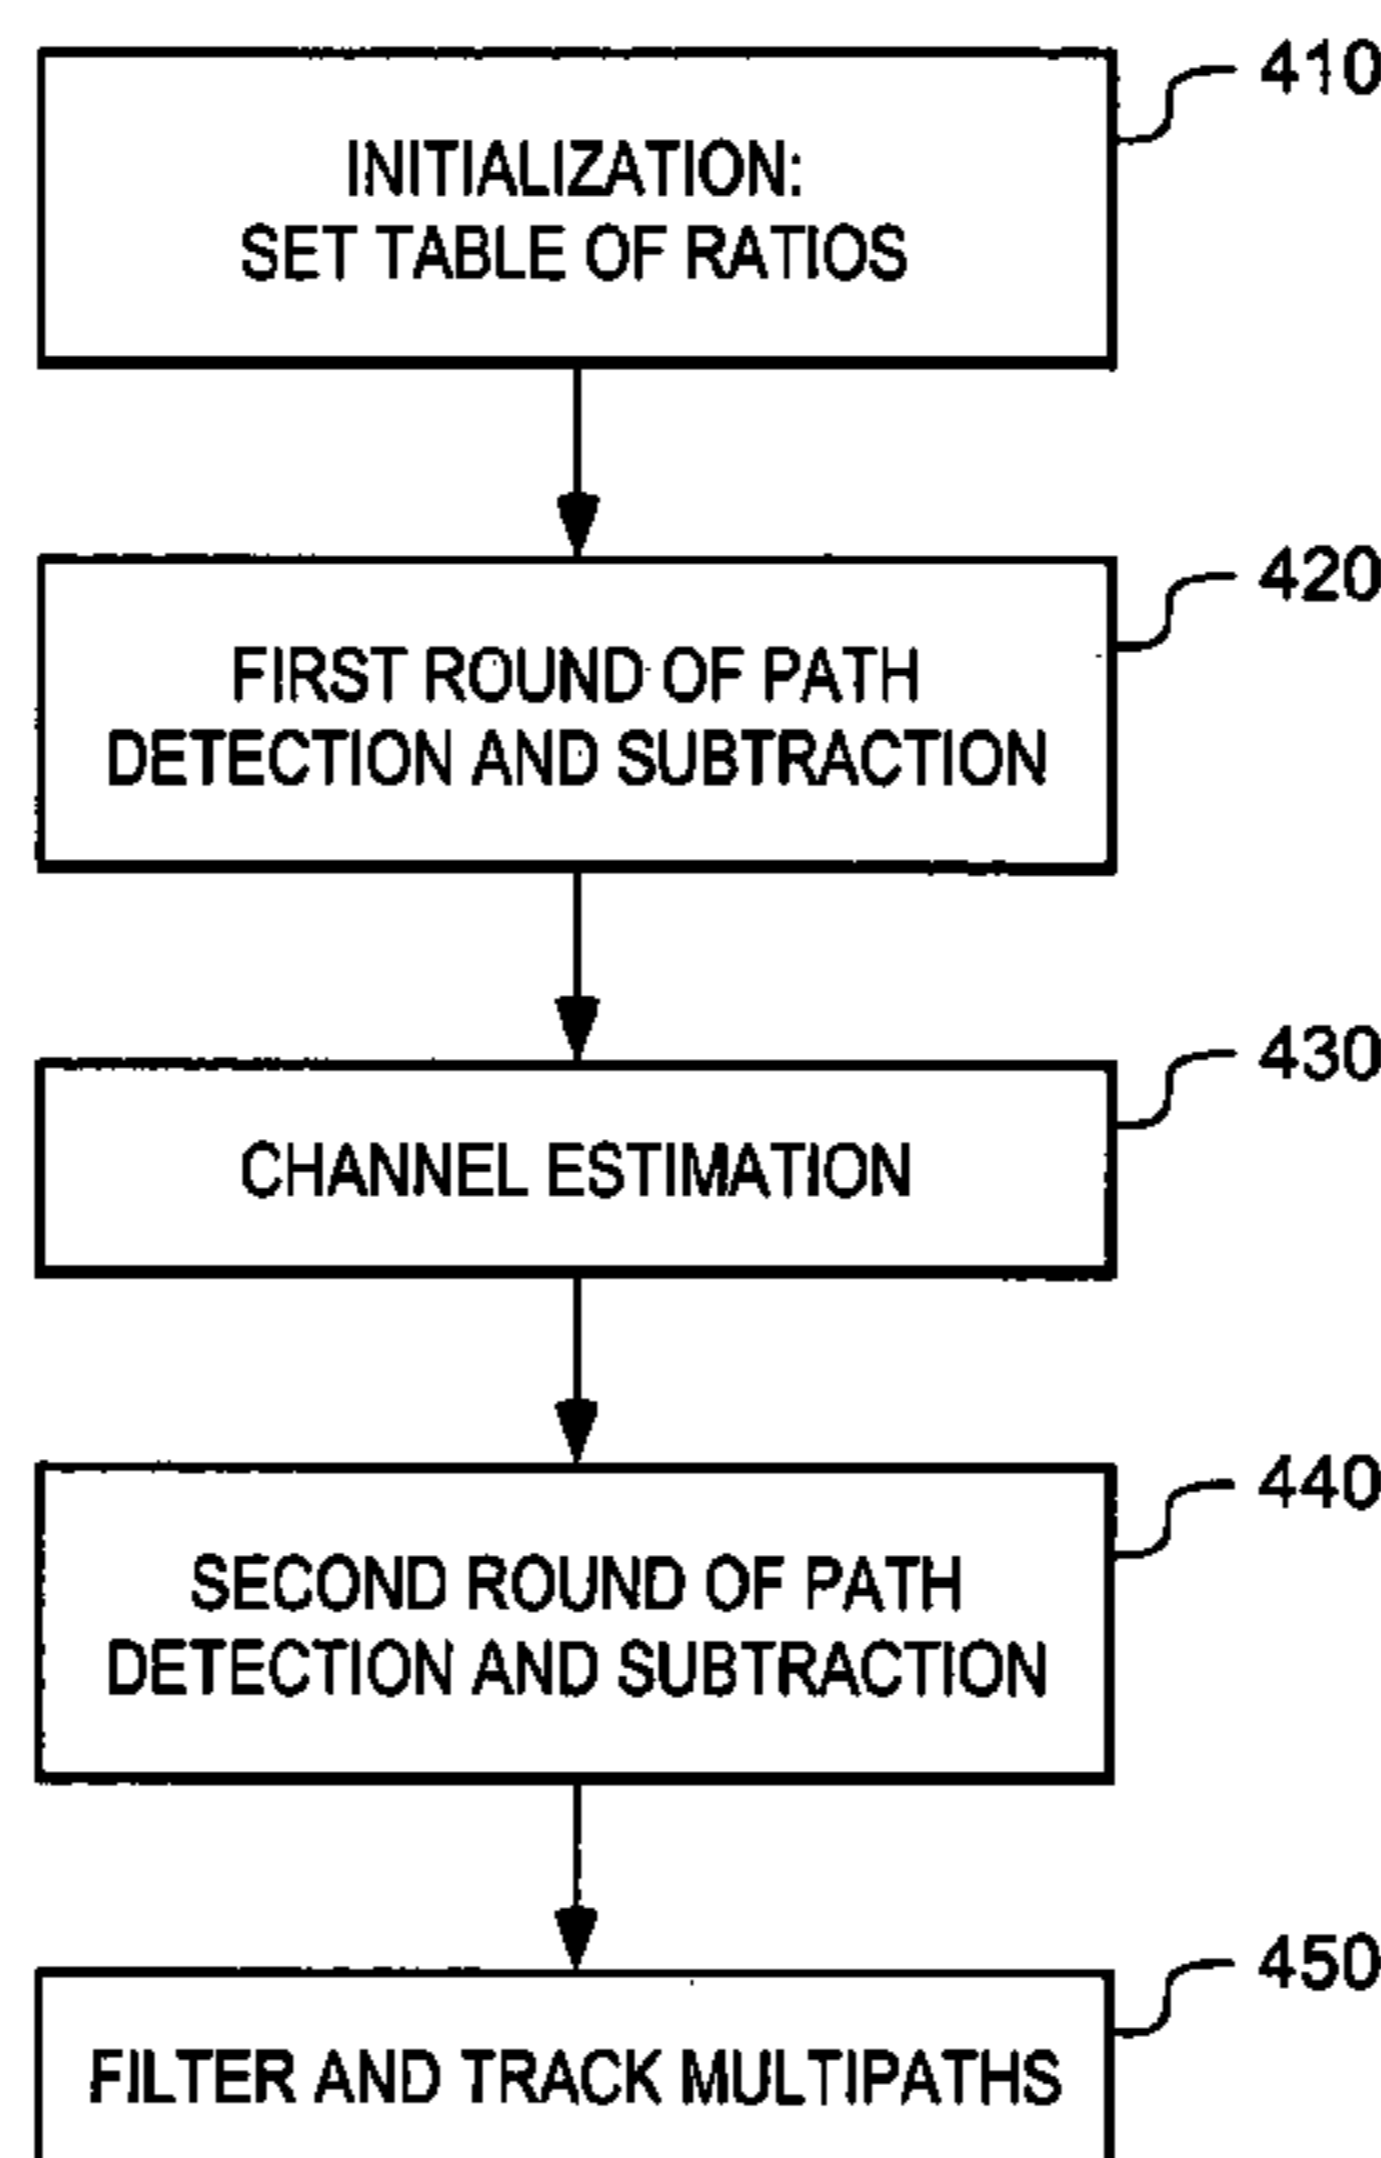 410
INITIALIZATION:
SET TABLE OF RATIOS
420
FIRST ROUND OF PATH
DETECTION AND SUBTRACTION
430
CHANNEL ESTIMATION
440
SECOND ROUND OF PATH
DETECTION AND SUBTRACTION
450
FILTER AND TRACK MULTIPATHS